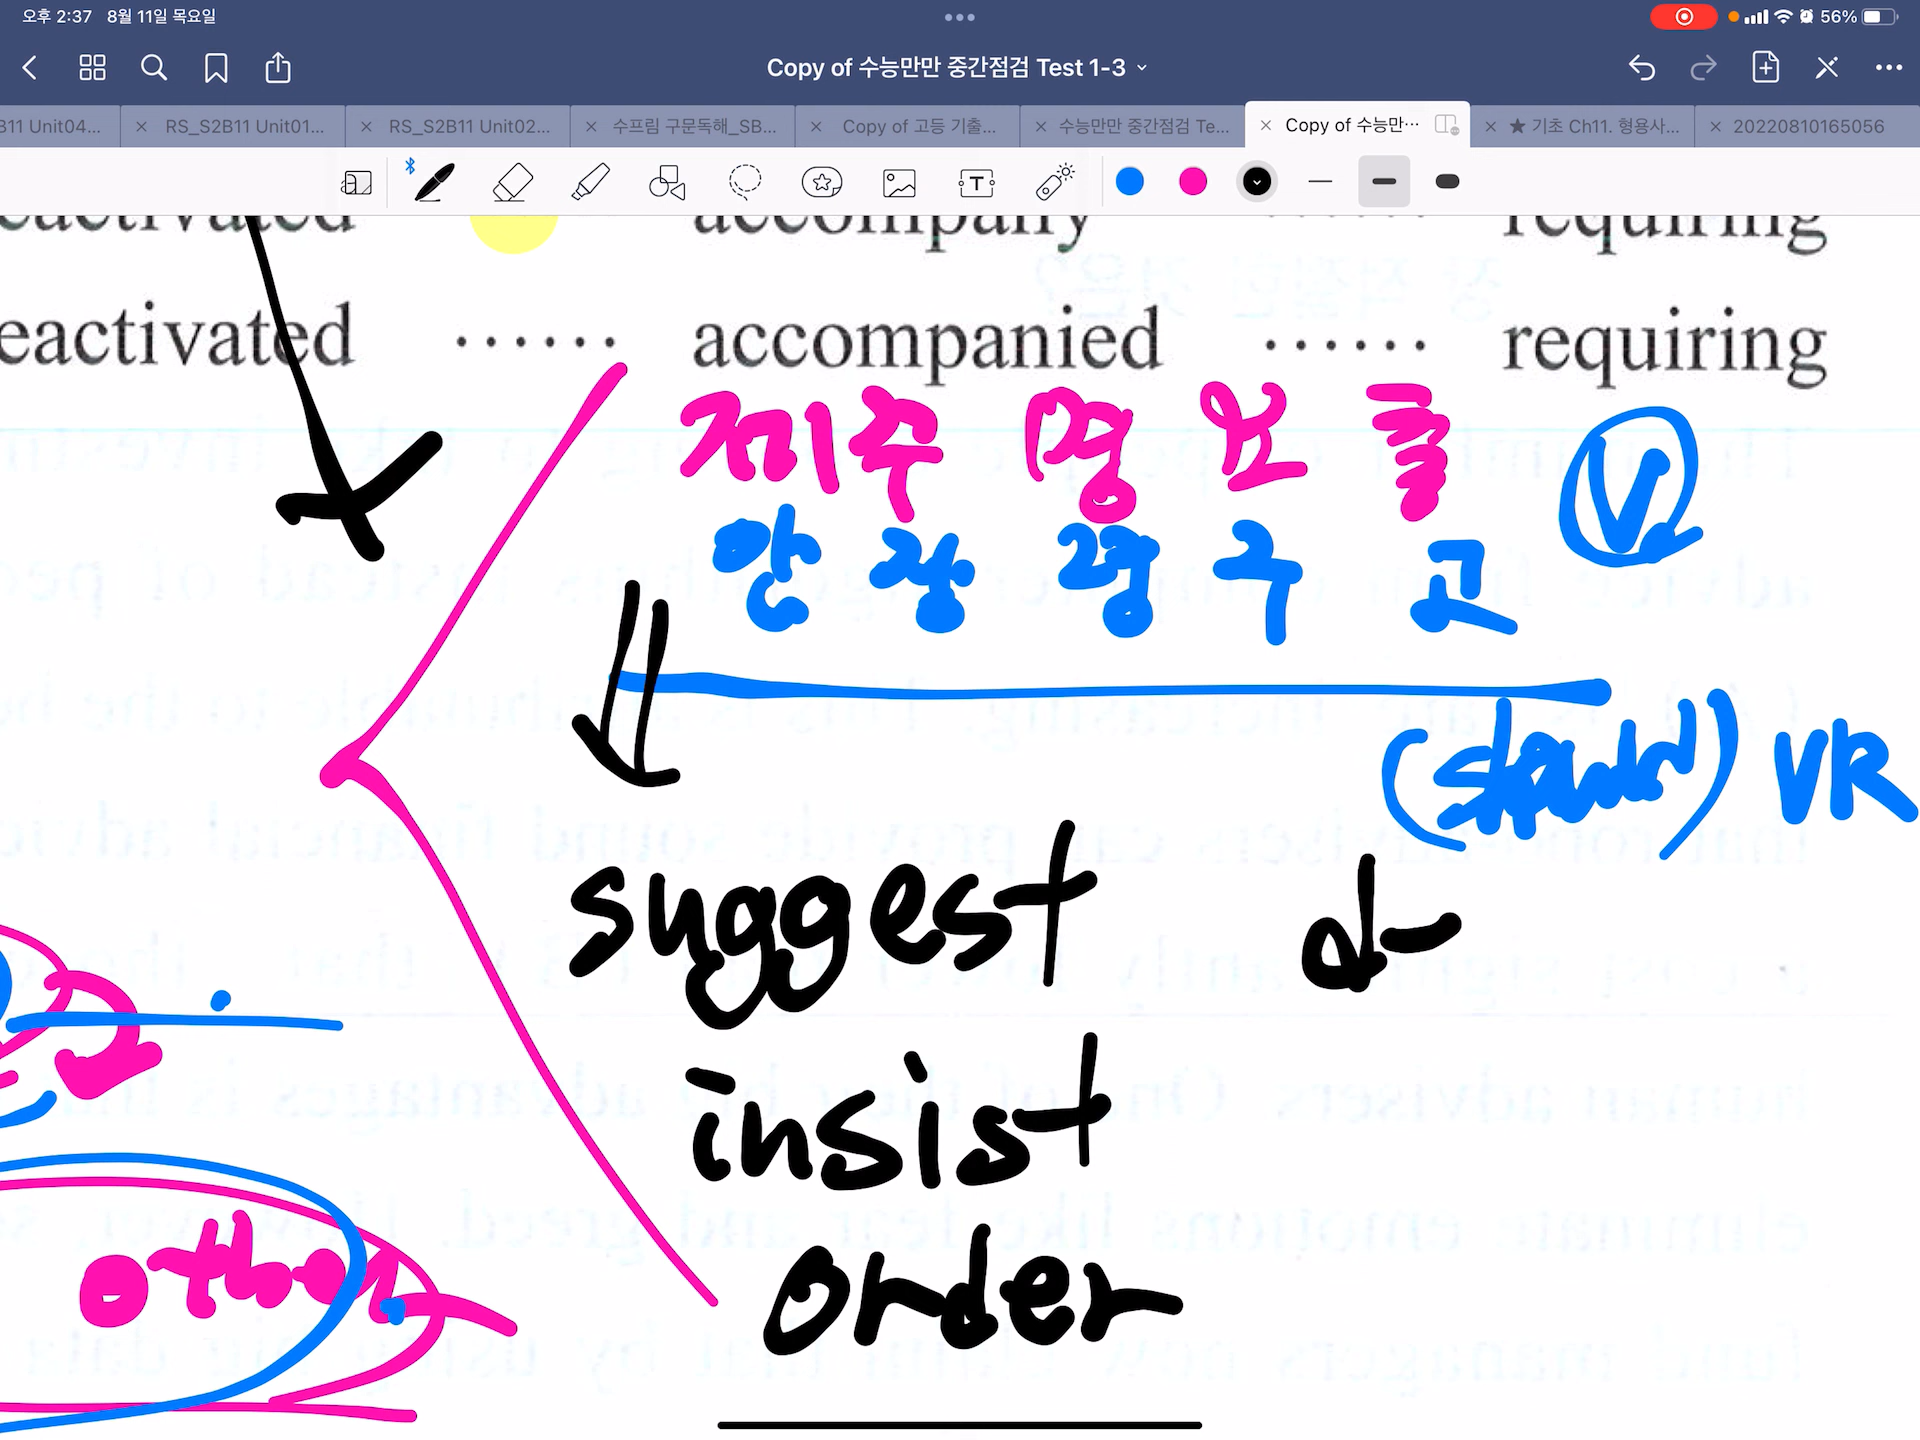 오후 2:37 8월 11일 목요일
56%
Copy of 수능만만 중간점검 Test 1-3
311 Unit04... RS_S2B11 Unit01... RS_S2B11 Unit02... 수프림 구문독해_SB... Copy of 고등 기출... 수능만만 중간점검 Te... Copy of 수능만... ★ 기초 Ch11. 형용사... 20220810165056
eactivated accompany ...... requiring
eactivated ...... accompanied ...... requiring
제 주 명 요 충 V
안 장 령 구 고
(should) VR
suggest
insist
order
other